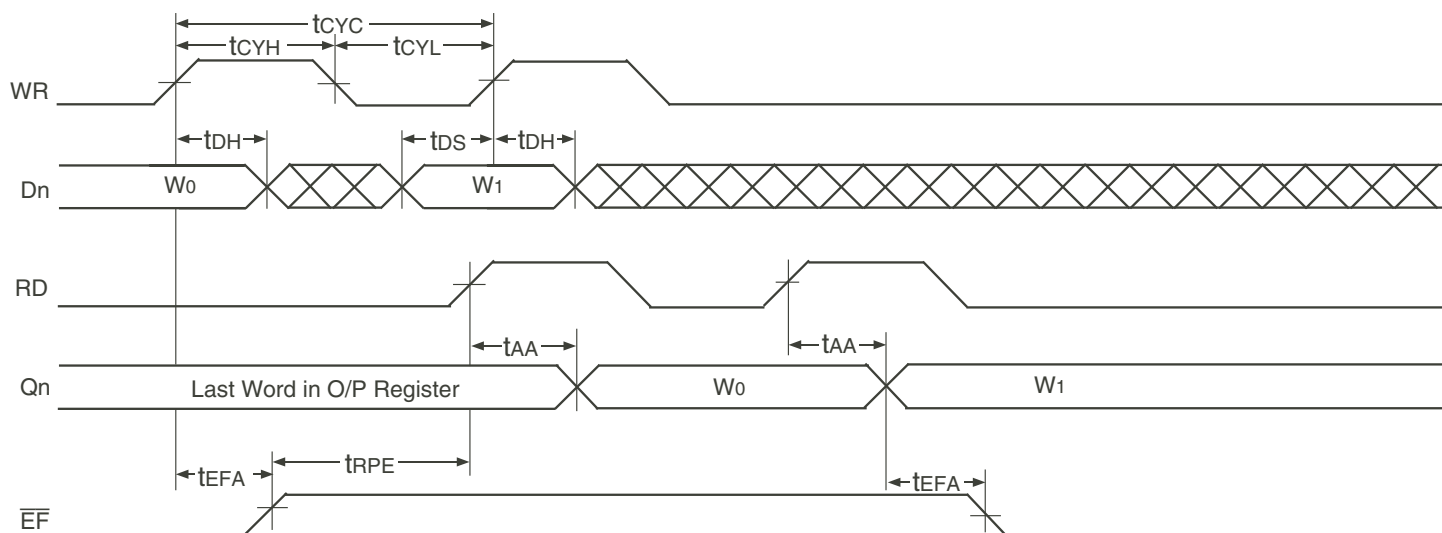 tCYC
tCYH tCYL
WR
tDH tDS tDH
Dn W0 W1
RD
tAA tAA
Qn Last Word in O/P Register W0 W1
tEFA tRPE tEFA
E̅F̅